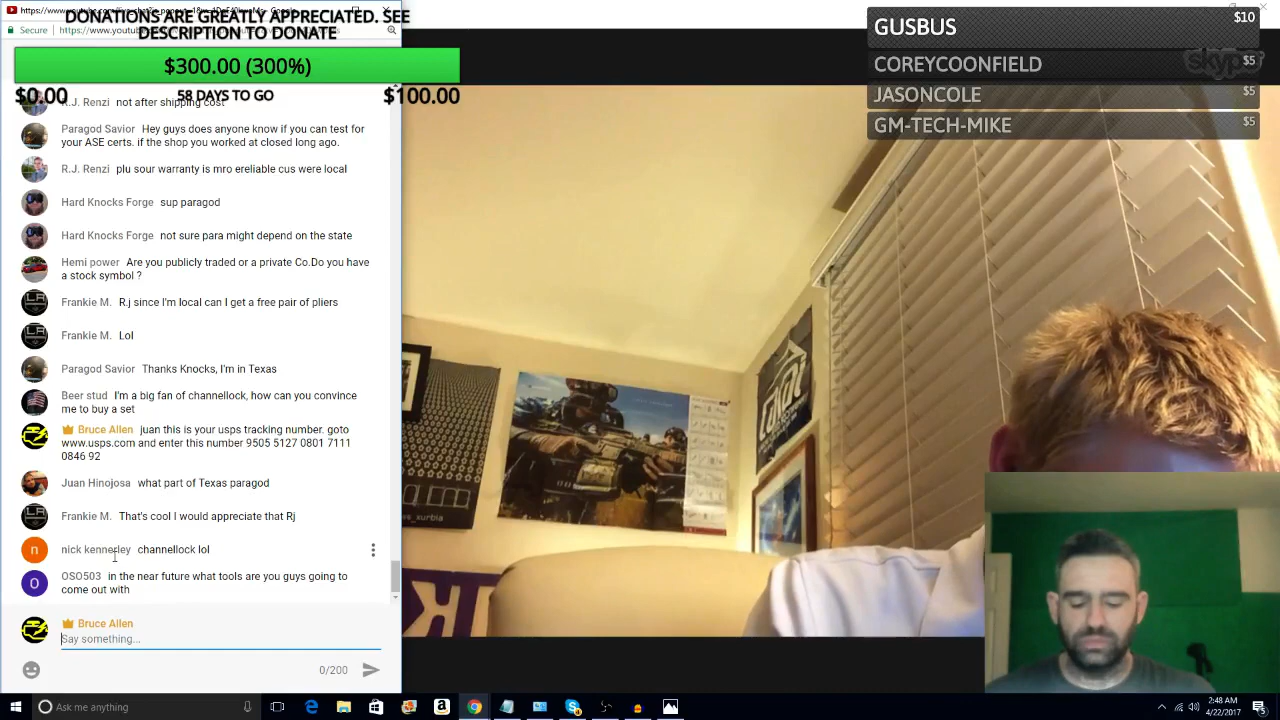 DONATIONS ARE GREATLY APPRECIATED. SEE
DESCRIPTION TO DONATE
Secure
$300.00 (300%)
$0.00
58 DAYS TO GO
$100.00
GUSBUS
$10
COREYCOONFIELD
$5
JASONCOLE
$5
GM-TECH-MIKE
$5
skype
R.J. Renzi not after shipping cost
Paragod Savior Hey guys does anyone know if you can test for
your ASE certs. if the shop you worked at closed long ago.
R.J. Renzi plu sour warranty is mro ereliable cus were local
Hard Knocks Forge sup paragod
Hard Knocks Forge not sure para might depend on the state
Hemi power Are you publicly traded or a private Co.Do you have
a stock symbol ?
Frankie M. R.j since I'm local can I get a free pair of pliers
Frankie M. Lol
Paragod Savior Thanks Knocks, I'm in Texas
Beer stud I'm a big fan of channellock, how can you convince
me to buy a set
Bruce Allen juan this is your usps tracking number. goto
www.usps.com and enter this number 9505 5127 0801 7111
0846 92
Juan Hinojosa what part of Texas paragod
Frankie M. That's cool I would appreciate that Rj
n
nick kennerley channellock lol
O
OSO503 in the near future what tools are you guys going to
come out with
Bruce Allen
Say something...
0/200
Ask me anything
2:48 AM
4/22/2017